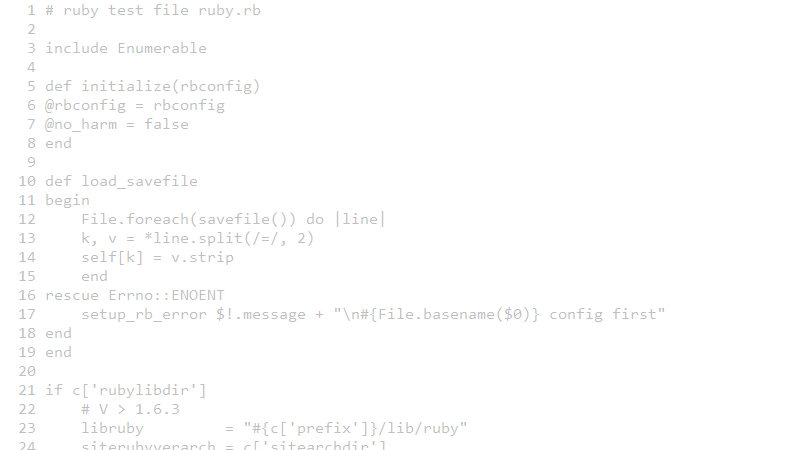 1 # ruby test file ruby.rb
2
3 include Enumerable
4
5 def initialize(rbconfig)
6 @rbconfig = rbconfig
7 @no_harm = false
8 end
9
10 def load_savefile
11 begin
12     File.foreach(savefile()) do |line|
13     k, v = *line.split(/=/, 2)
14     self[k] = v.strip
15     end
16 rescue Errno::ENOENT
17     setup_rb_error $!.message + "\n#{File.basename($0)} config first"
18 end
19 end
20
21 if c['rubylibdir']
22     # V > 1.6.3
23     libruby         = "#{c['prefix']}/lib/ruby"
24     siterubyverarch = c['sitearchdir']